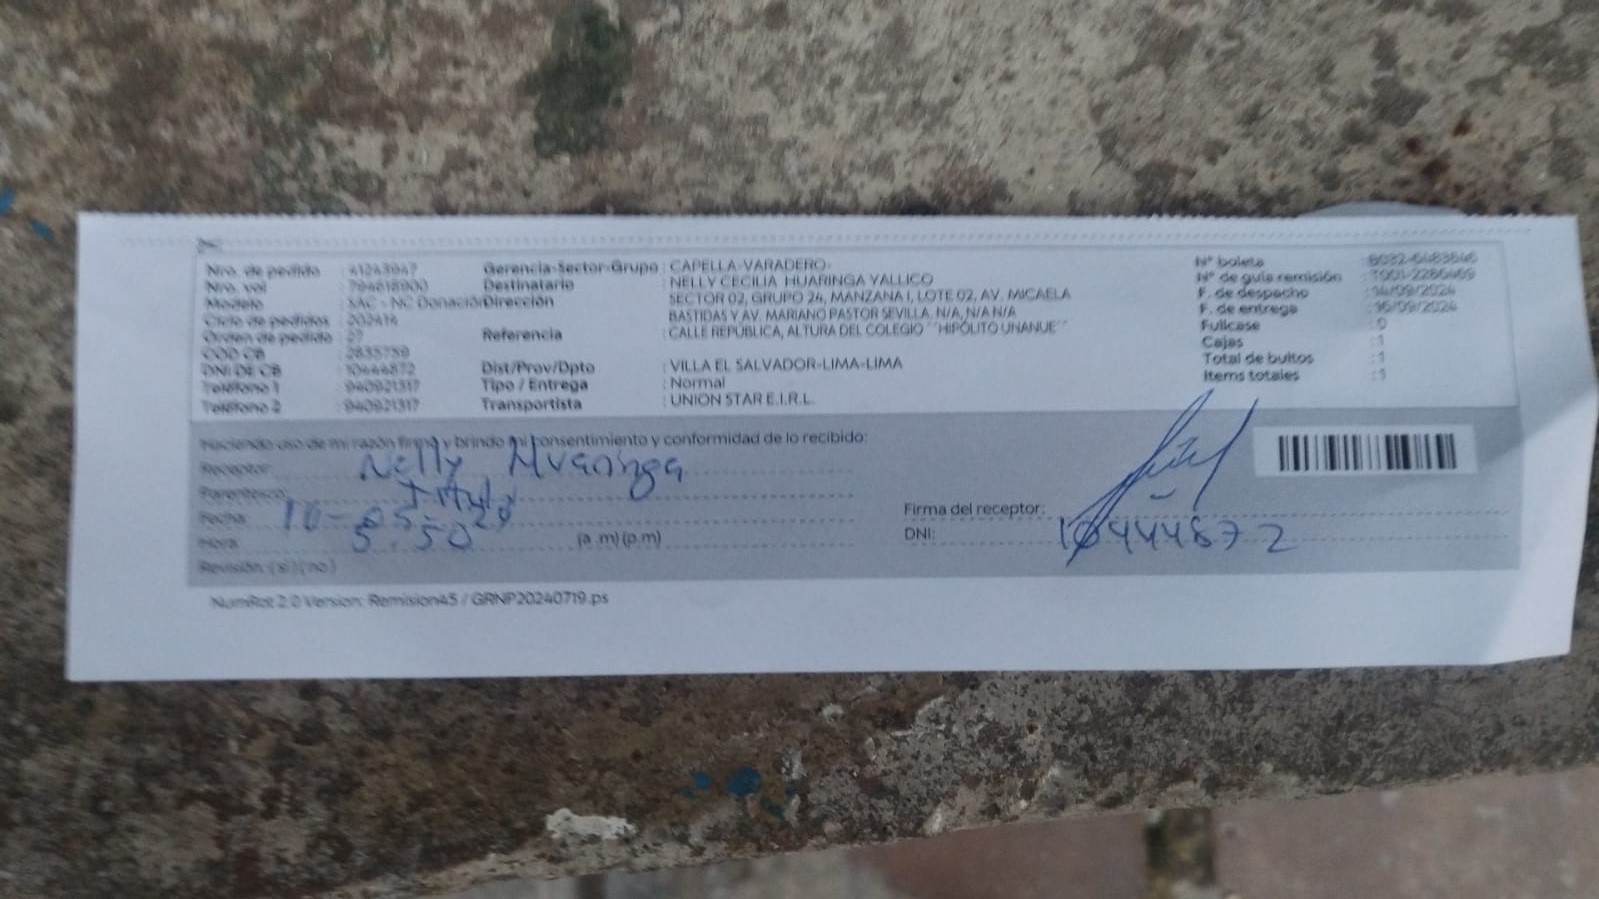 Nro. de pedido : 41243947 Gerencia-Sector-Grupo : CAPELLA-VARADERO- N° boleta
Nro. vol Destinatario : NELLY CECILIA HUARINGA YALLICO N° de guía remisión : T001-2286469
Modelo : SAC - NC Donación Dirección : SECTOR 02, GRUPO 24, MANZANA I, LOTE 02, AV. MICAELA F. de despacho : 14/09/2024
Ciclo de pedidos : 202414 BASTIDAS Y AV. MARIANO PASTOR SEVILLA. N/A, N/A N/A F. de entrega : 16/09/2024
Orden de pedido : 27 Referencia : CALLE REPÚBLICA, ALTURA DEL COLEGIO ´´HIPÓLITO UNANUE´´ Fullcase : 0
COD CB : 2835759 Cajas : 1
DNI DE CB : 10444872 Dist/Prov/Dpto : VILLA EL SALVADOR-LIMA-LIMA Total de bultos : 1
Teléfono 1 : 940921317 Tipo / Entrega : Normal Items totales : 1
Teléfono 2 : 940921317 Transportista : UNION STAR E.I.R.L.
Haciendo uso de mi razón firmo y brindo mi consentimiento y conformidad de lo recibido:
Receptor: Nelly Huaringa
Parentesco:
Fecha: Firma del receptor:
Hora: 5:50 (a .m) (p.m) DNI: 10444872
Revisión: ( si ) ( no )
NumRot 2.0 Version: Remision45 / GRNP20240719.ps